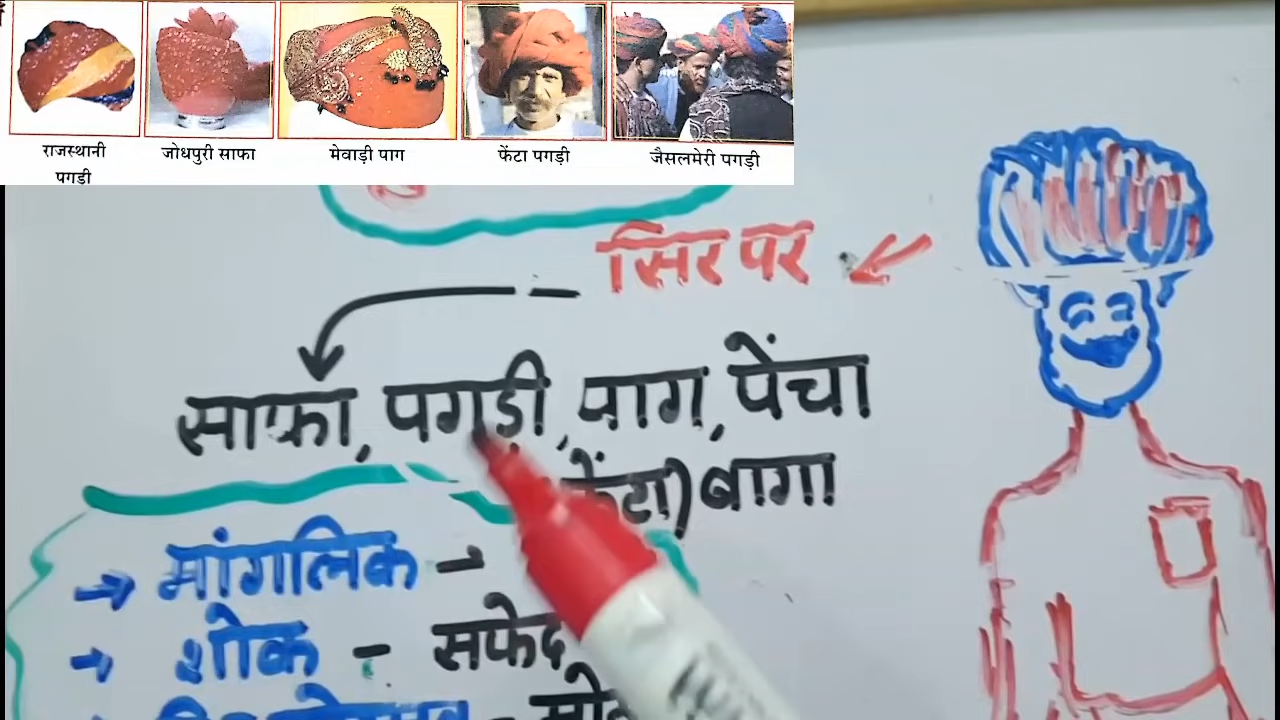 राजस्थानी पगड़ी
जोधपुरी साफा
मेवाड़ी पाग
फेंटा पगड़ी
जैसलमेरी पगड़ी
सिर पर
साफा, पगड़ी, पाग, पेंचा
फेंटा) बागा
→ मांगलिक -
→ शोक - सफेद